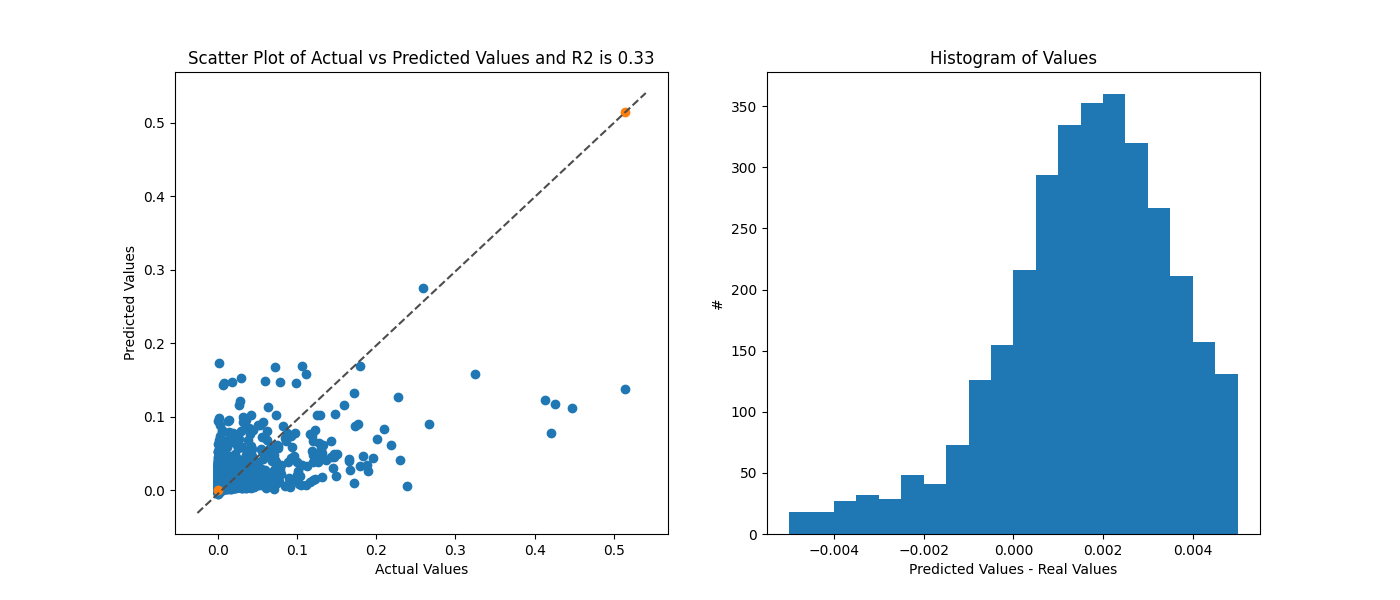 Scatter Plot of Actual vs Predicted Values and R2 is 0.33
Predicted Values
0.5
0.4
0.3
0.2
0.1
0.0
0.0 0.1 0.2 0.3 0.4 0.5
Actual Values
Histogram of Values
#
350
300
250
200
150
100
50
0
−0.004 −0.002 0.000 0.002 0.004
Predicted Values - Real Values